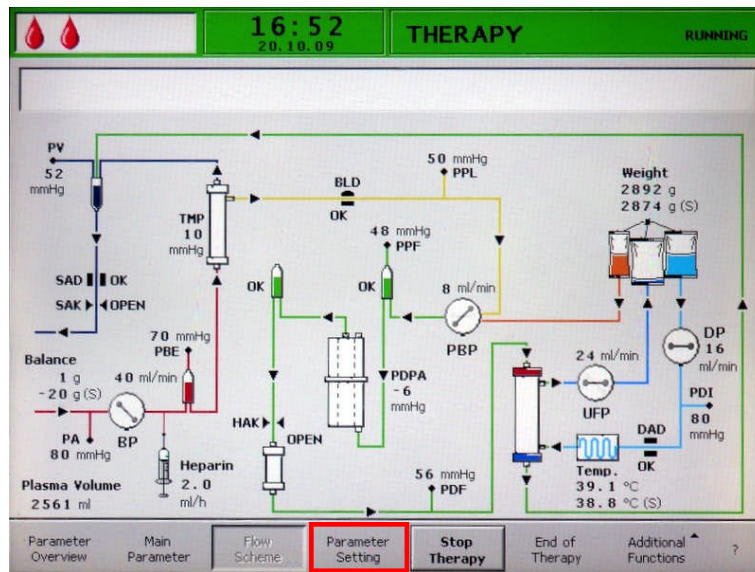 16:52
20.10.09
THERAPY
RUNNING
PV
52
mmHg
TMP
10
mmHg
BLD
OK
50 mmHg
PPL
Weight
2892 g
2874 g (S)
48 mmHg
PPF
SAD OK
SAK OPEN
OK
OK
8 ml/min
PBP
70 mmHg
PBE
Balance
1 g
-20 g (S)
40 ml/min
PDPA
-6
mmHg
24 ml/min
UFP
DP
16
ml/min
PDI
80
mmHg
PA
80 mmHg
BP
HAK
OPEN
DAD
OK
Heparin
2.0
ml/h
Plasma Volume
2561 ml
56 mmHg
PDF
Temp.
39.1 °C
38.8 °C (S)
Parameter
Overview
Main
Parameter
Flow
Scheme
Parameter
Setting
Stop
Therapy
End of
Therapy
Additional
Functions
?